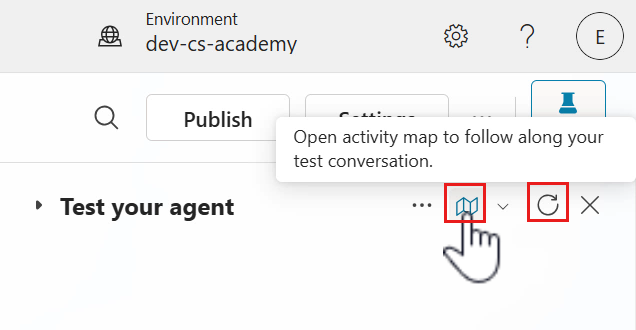 Environment
dev-cs-academy
E
Publish
Settings
Open activity map to follow along your
test conversation.
Test your agent